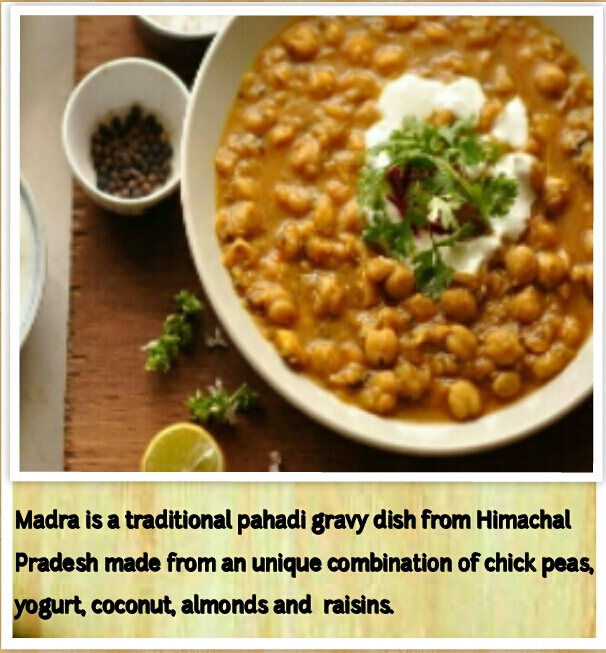 Madra is a traditional pahadi gravy dish from Himachal
Pradesh made from an unique combination of chick peas,
yogurt, coconut, almonds and  raisins.